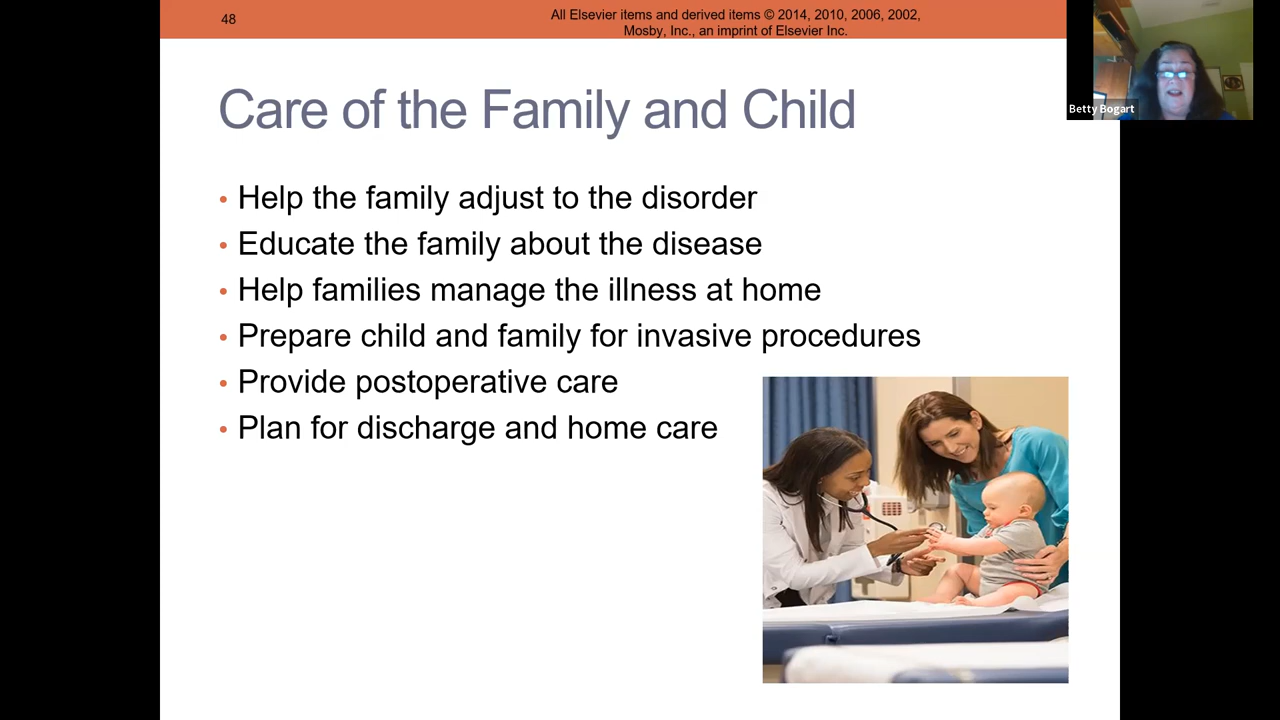 48
All Elsevier items and derived items © 2014, 2010, 2006, 2002,
Mosby, Inc., an imprint of Elsevier Inc.
Betty Bogart
Care of the Family and Child
• Help the family adjust to the disorder
• Educate the family about the disease
• Help families manage the illness at home
• Prepare child and family for invasive procedures
• Provide postoperative care
• Plan for discharge and home care